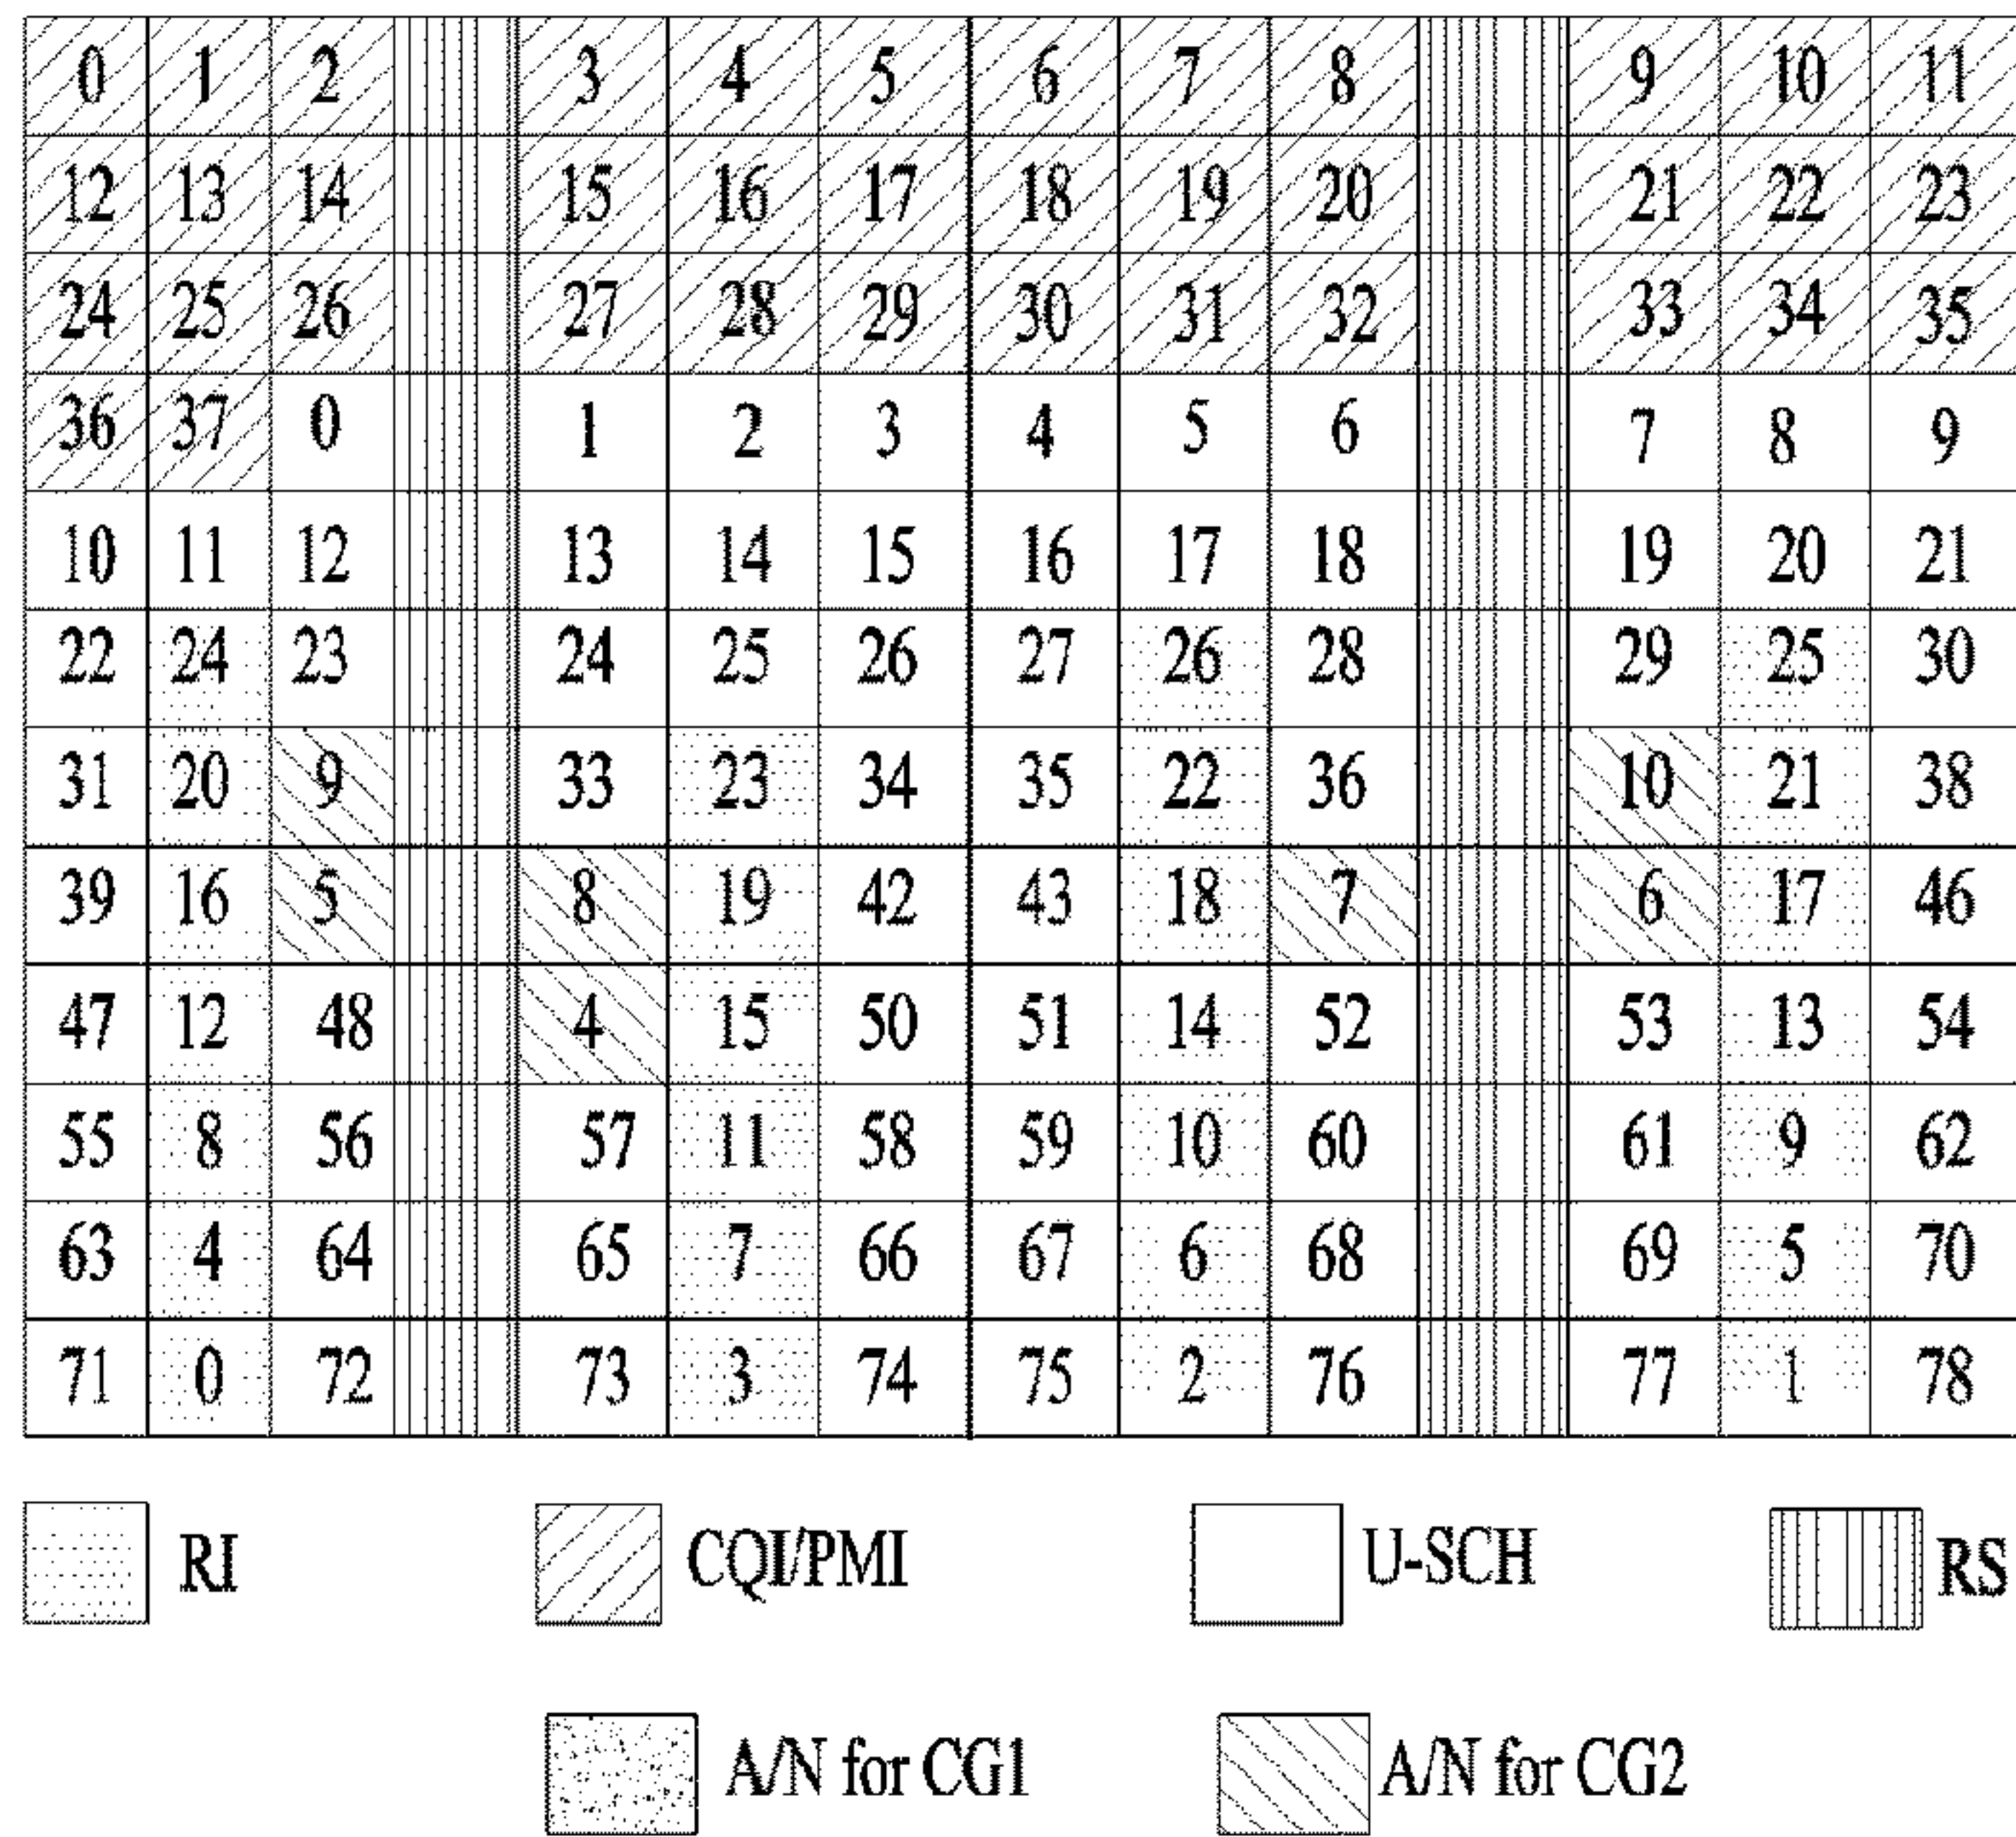 0 1 2 3 4 5 6 7 8 9 10 11
12 13 14 15 16 17 18 19 20 21 22 23
24 25 26 27 28 29 30 31 32 33 34 35
36 37 0 1 2 3 4 5 6 7 8 9
10 11 12 13 14 15 16 17 18 19 20 21
22 24 23 24 25 26 27 26 28 29 25 30
31 20 9 33 23 34 35 22 36 10 21 38
39 16 5 8 19 42 43 18 7 6 17 46
47 12 48 4 15 50 51 14 52 53 13 54
55 8 56 57 11 58 59 10 60 61 9 62
63 4 64 65 7 66 67 6 68 69 5 70
71 0 72 73 3 74 75 2 76 77 1 78
RI CQI/PMI U-SCH RS
A/N for CG1 A/N for CG2